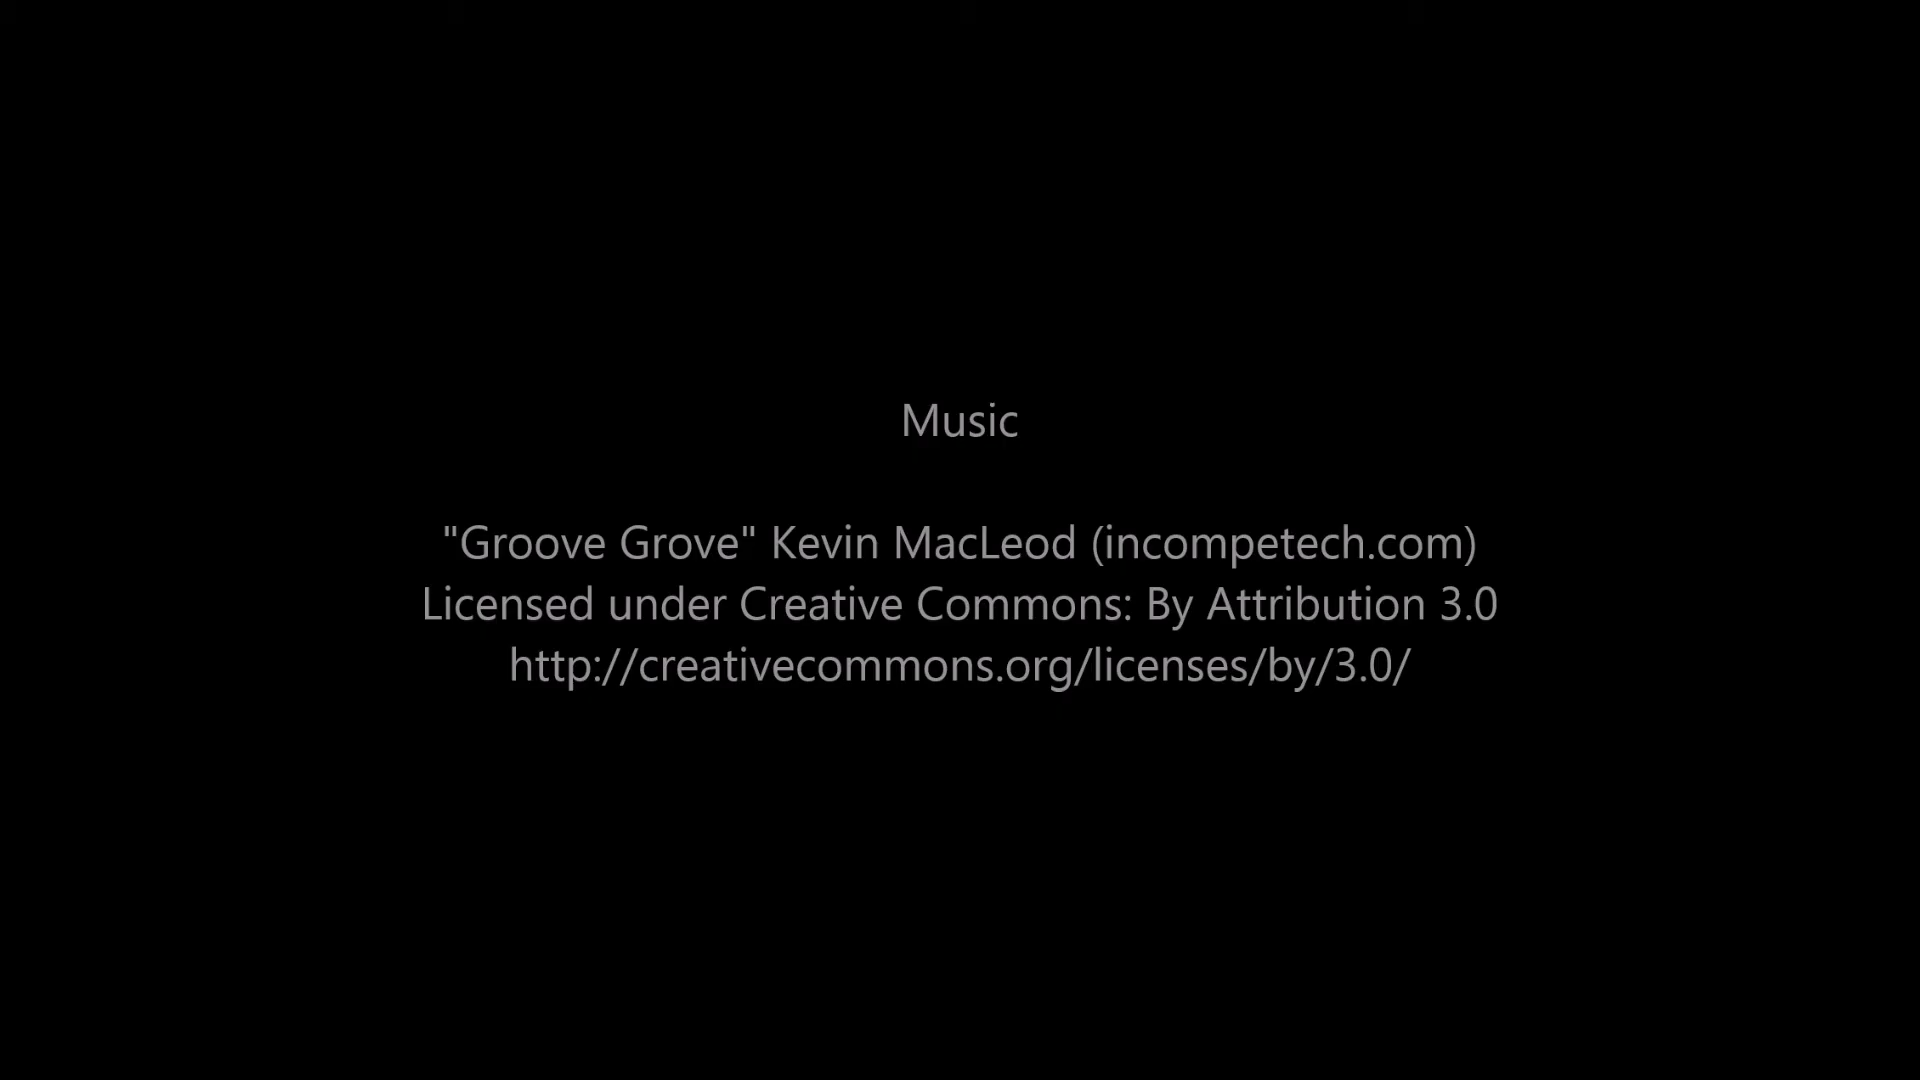 Music
"Groove Grove" Kevin MacLeod (incompetech.com)
Licensed under Creative Commons: By Attribution 3.0
http://creativecommons.org/licenses/by/3.0/